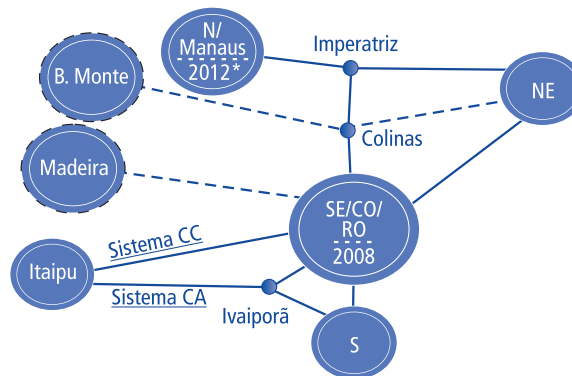 N/
Manaus
2012*
Imperatriz
B. Monte
NE
Colinas
Madeira
SE/CO/
RO
2008
Sistema CC
Itaipu
Sistema CA
Ivaiporã
S